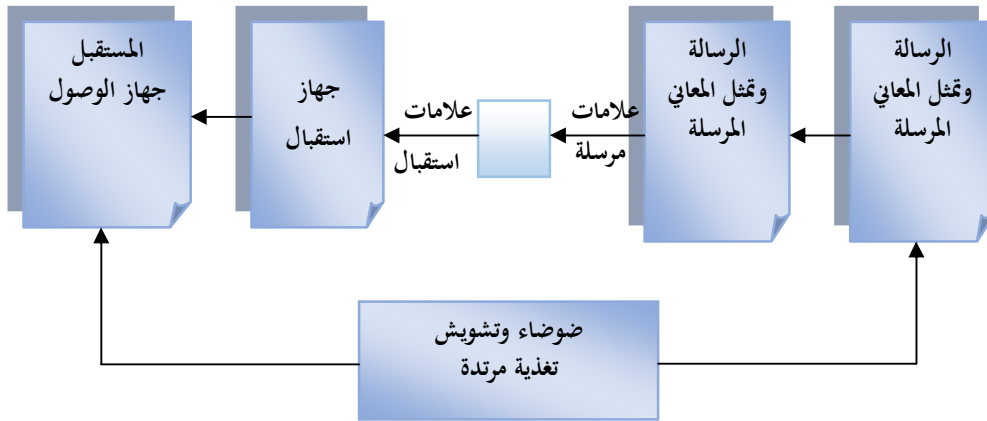 الرسالة
وتمثل المعاني
المرسلة
الرسالة
وتمثل المعاني
المرسلة
علامات
مرسلة
علامات
استقبال
جهاز
استقبال
المستقبل
جهاز الوصول
ضوضاء وتشويش
تغذية مرتدة